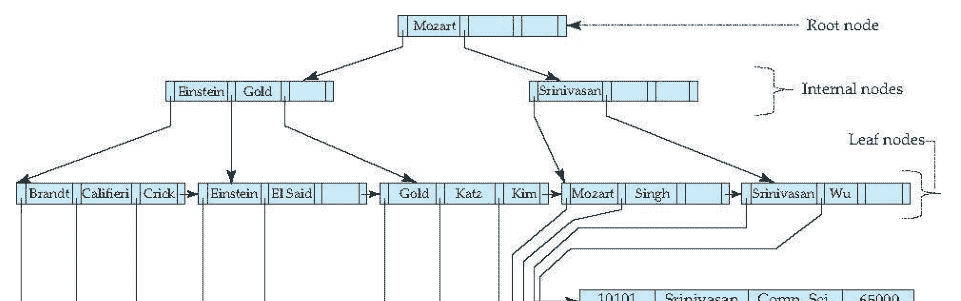 Mozart
Root node
Einstein Gold
Srinivasan
Internal nodes
Leaf nodes
Brandt Califieri Crick
Einstein El Said
Gold Katz Kim
Mozart Singh
Srinivasan Wu
10101 Srinivasan Comp. Sci. 65000